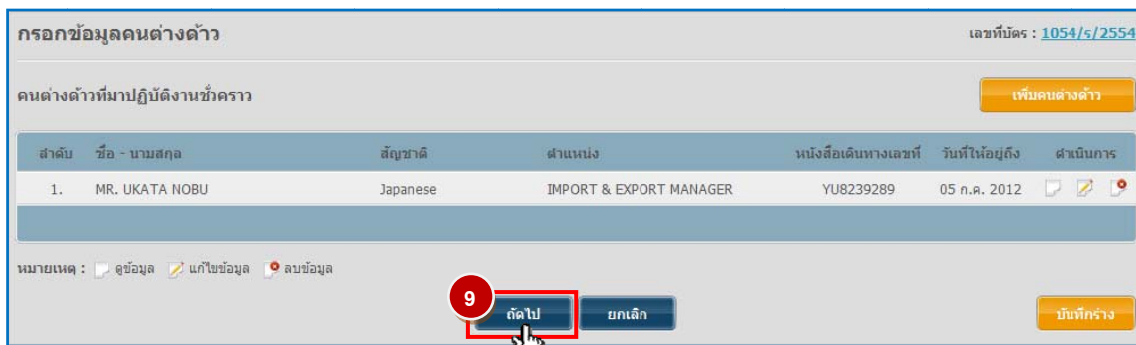 กรอกข้อมูลคนต่างด้าว
เลขที่บัตร : 1054/ร/2554
คนต่างด้าวที่มาปฏิบัติงานชั่วคราว
เพิ่มคนต่างด้าว
ลำดับ ชื่อ - นามสกุล สัญชาติ ตำแหน่ง หนังสือเดินทางเลขที่ วันที่ให้อยู่ถึง ดำเนินการ
1. MR. UKATA NOBU Japanese IMPORT & EXPORT MANAGER YU8239289 05 ก.ค. 2012
หมายเหตุ : ดูข้อมูล แก้ไขข้อมูล ลบข้อมูล
9
ถัดไป ยกเลิก บันทึกร่าง